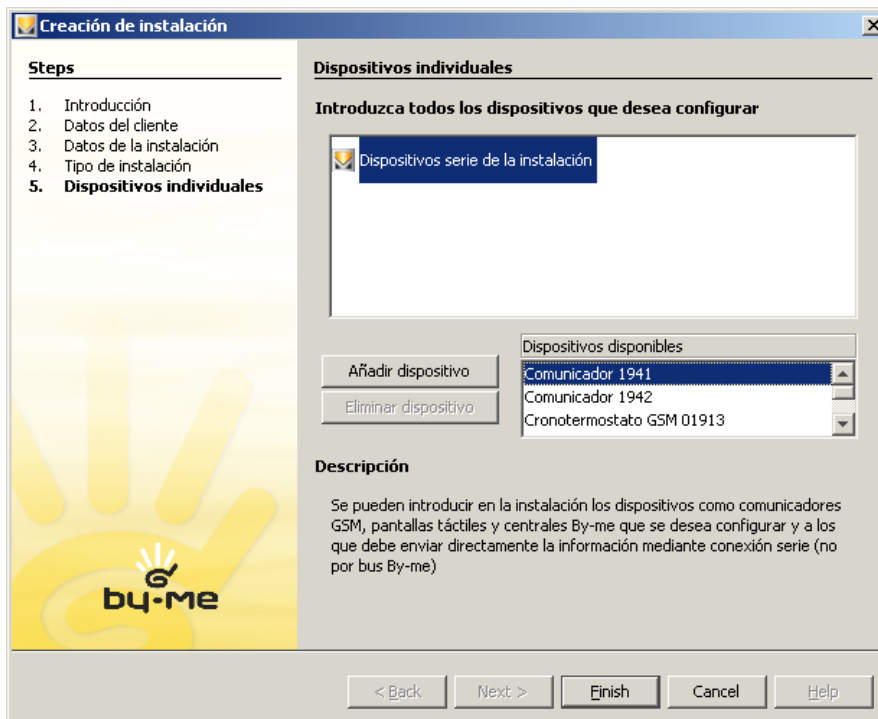 Creación de instalación
Steps
1. Introducción
2. Datos del cliente
3. Datos de la instalación
4. Tipo de instalación
5. Dispositivos individuales
by-me
Dispositivos individuales
Introduzca todos los dispositivos que desea configurar
Dispositivos serie de la instalación
Añadir dispositivo
Eliminar dispositivo
Dispositivos disponibles
Comunicador 1941
Comunicador 1942
Cronotermostato GSM 01913
Descripción
Se pueden introducir en la instalación los dispositivos como comunicadores
GSM, pantallas táctiles y centrales By-me que se desea configurar y a los
que debe enviar directamente la información mediante conexión serie (no
por bus By-me)
< Back
Next >
Finish
Cancel
Help